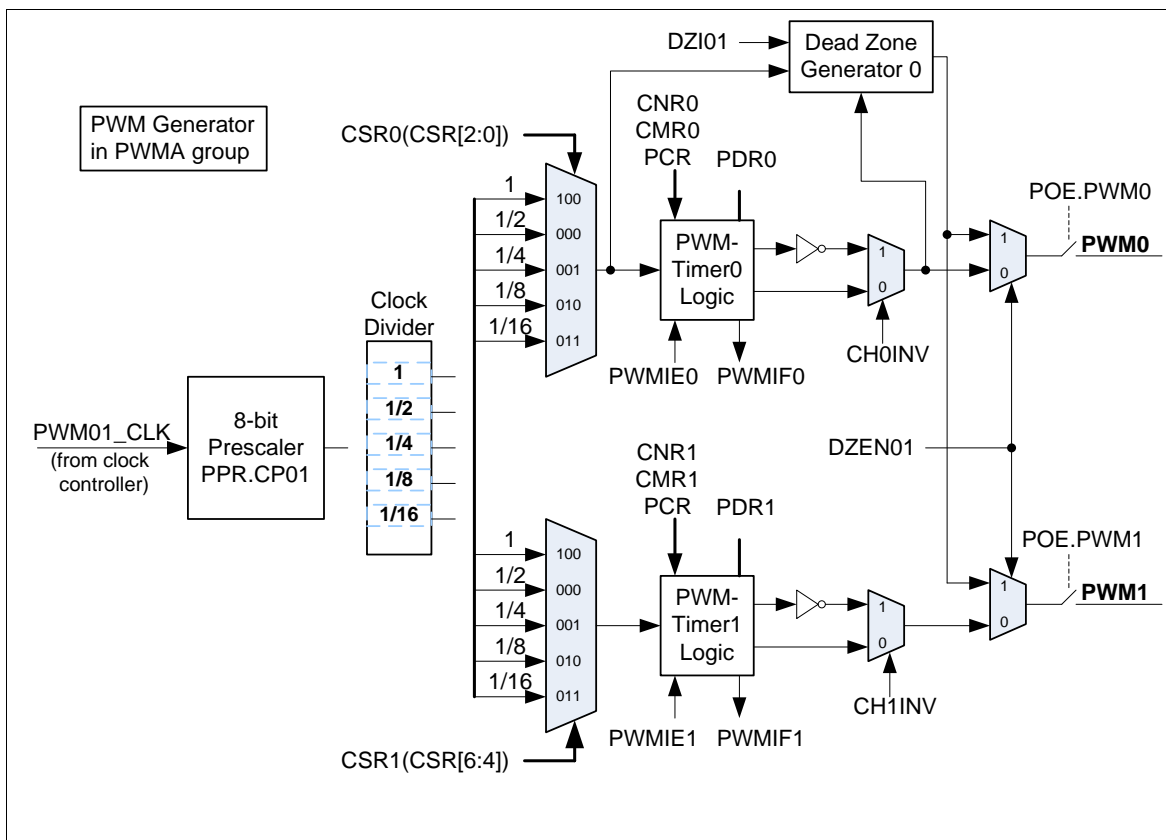 DZI01
Dead Zone
Generator 0
PWM Generator
in PWMA group
CSR0(CSR[2:0])
CNR0
CMR0
PCR
PDR0
POE.PWM0
1
1/2
1/4
1/8
1/16
100
000
001
010
011
PWM-
Timer0
Logic
1
0
1
0
PWM0
PWMIE0
PWMIF0
CH0INV
Clock
Divider
1
1/2
1/4
1/8
1/16
PWM01_CLK
(from clock
controller)
8-bit
Prescaler
PPR.CP01
DZEN01
CNR1
CMR1
PCR
PDR1
POE.PWM1
1
1/2
1/4
1/8
1/16
100
000
001
010
011
PWM-
Timer1
Logic
1
0
1
0
PWM1
PWMIE1
PWMIF1
CH1INV
CSR1(CSR[6:4])